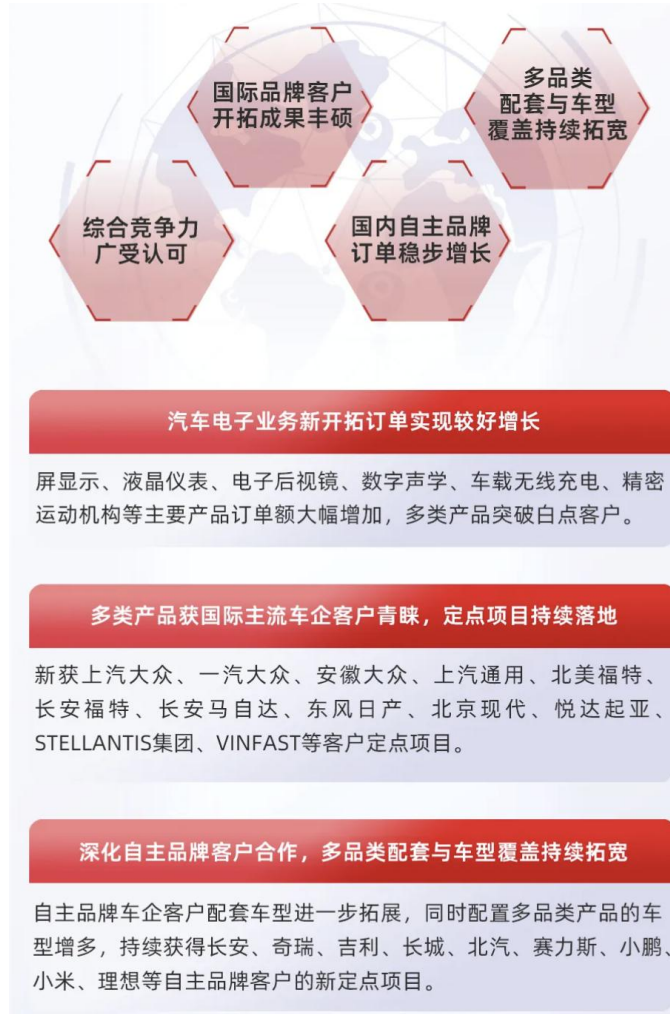 国际品牌客户
开拓成果丰硕
多品类
配套与车型
覆盖持续拓宽
综合竞争力
广受认可
国内自主品牌
订单稳步增长
汽车电子业务新开拓订单实现较好增长
屏显示、液晶仪表、电子后视镜、数字声学、车载无线充电、精密
运动机构等主要产品订单额大幅增加，多类产品突破白点客户。
多类产品获国际主流车企客户青睐，定点项目持续落地
新获上汽大众、一汽大众、安徽大众、上汽通用、北美福特、
长安福特、长安马自达、东风日产、北京现代、悦达起亚、
STELLANTIS集团、VINFAST等客户定点项目。
深化自主品牌客户合作，多品类配套与车型覆盖持续拓宽
自主品牌车企客户配套车型进一步拓展，同时配置多品类产品的车
型增多，持续获得长安、奇瑞、吉利、长城、北汽、赛力斯、小鹏、
小米、理想等自主品牌客户的新定点项目。